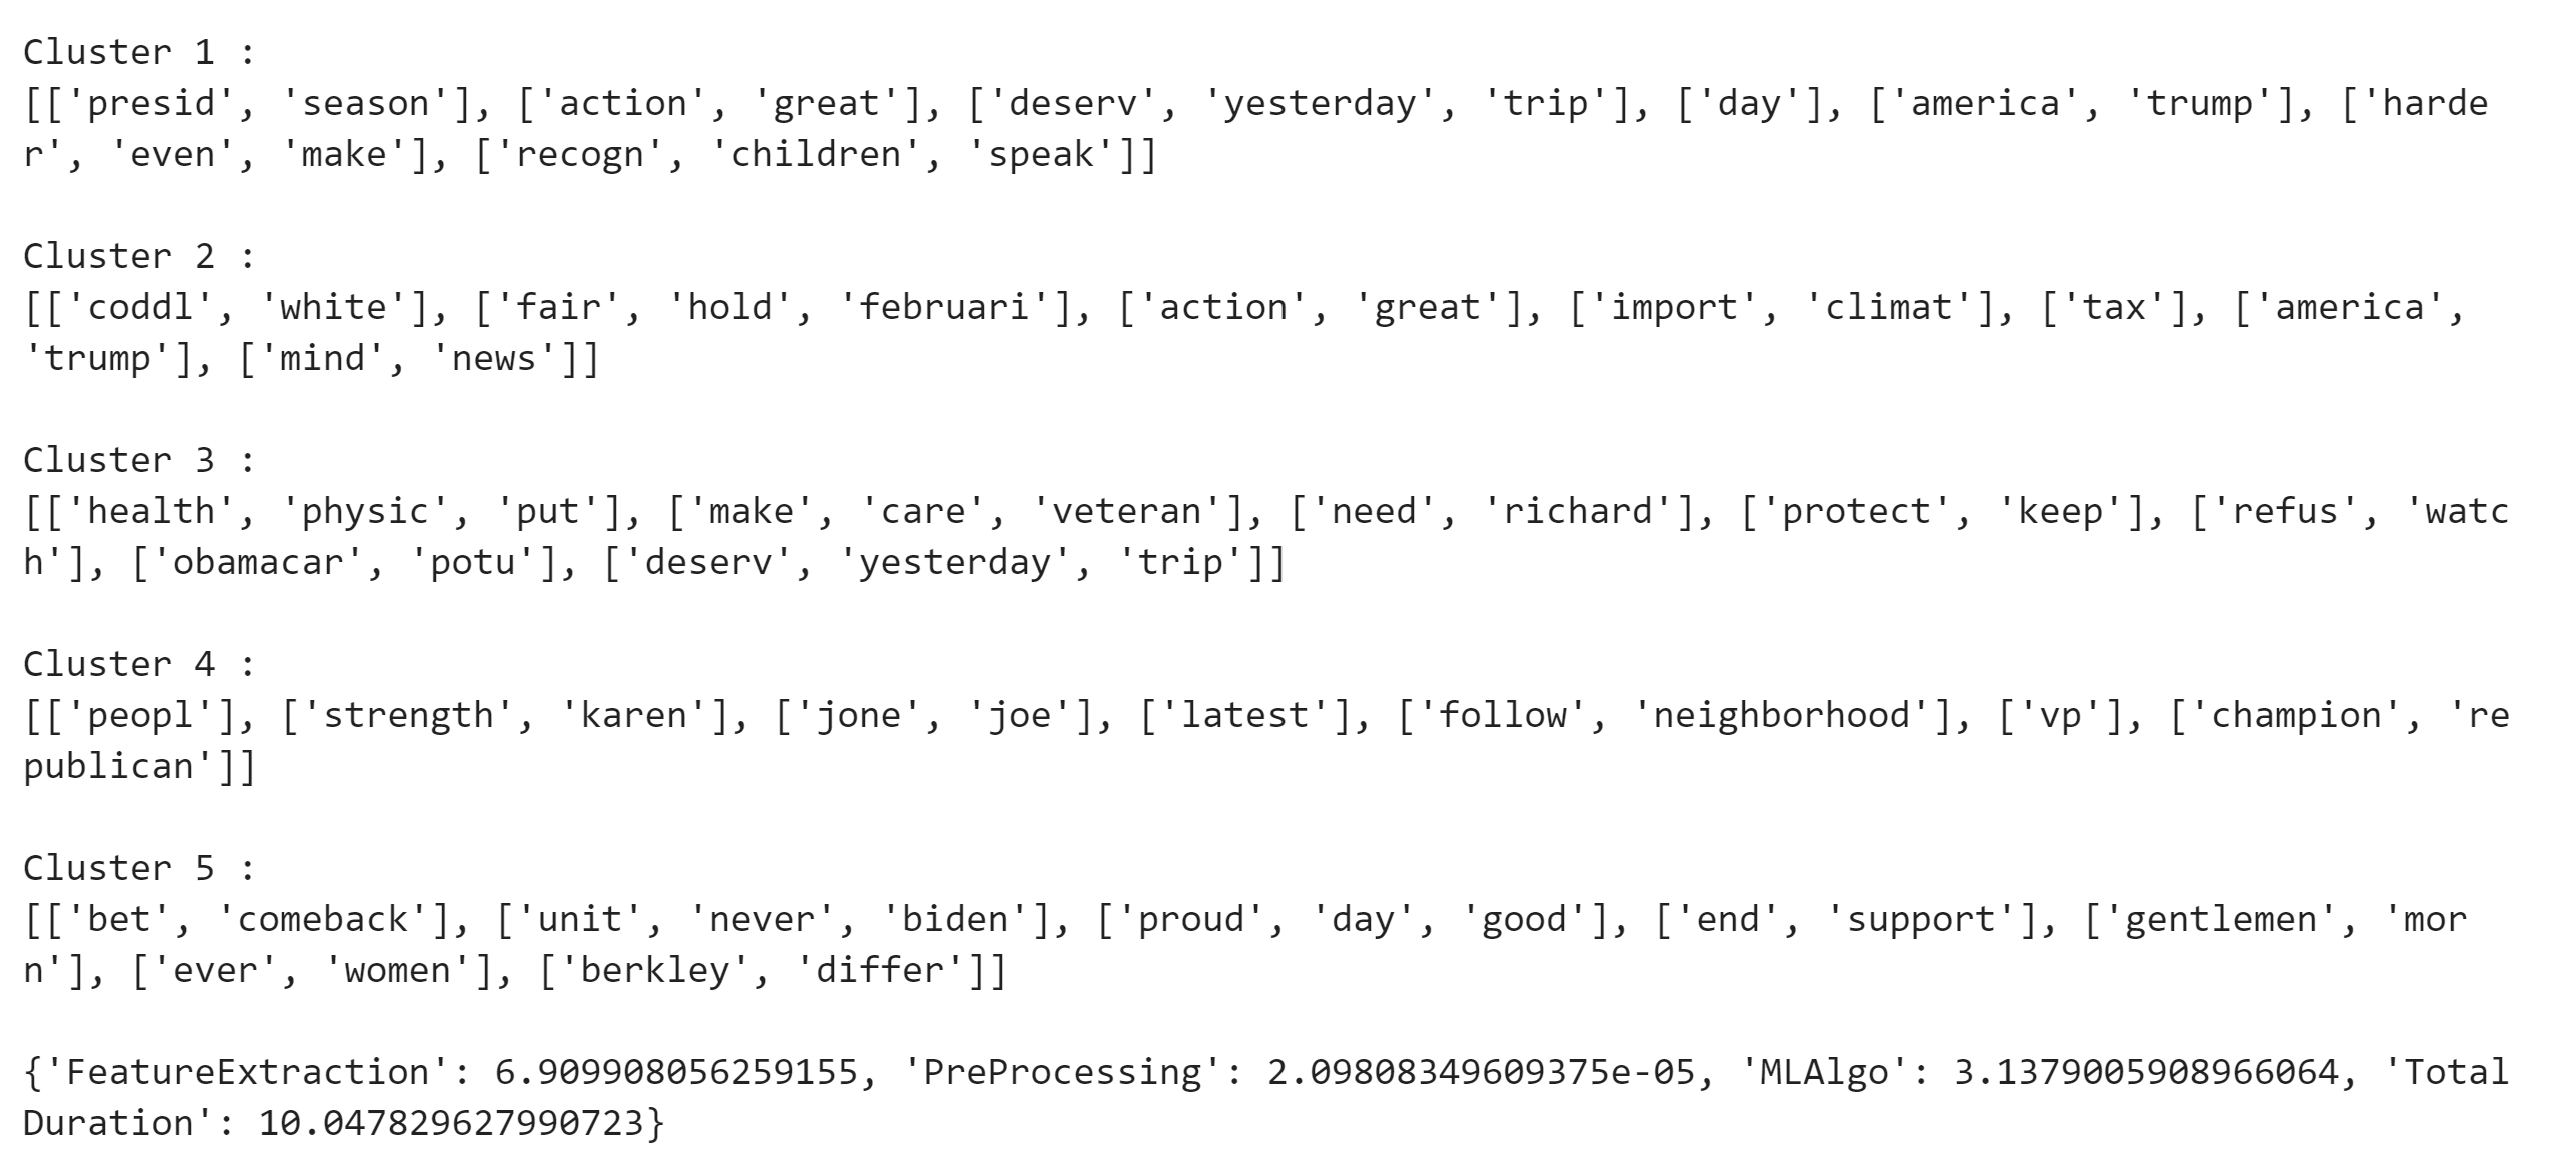 Cluster 1 :
[['presid', 'season'], ['action', 'great'], ['deserv', 'yesterday', 'trip'], ['day'], ['america', 'trump'], ['harde
r', 'even', 'make'], ['recogn', 'children', 'speak']]
Cluster 2 :
[['coddl', 'white'], ['fair', 'hold', 'februari'], ['action', 'great'], ['import', 'climat'], ['tax'], ['america',
'trump'], ['mind', 'news']]
Cluster 3 :
[['health', 'physic', 'put'], ['make', 'care', 'veteran'], ['need', 'richard'], ['protect', 'keep'], ['refus', 'watc
h'], ['obamacar', 'potu'], ['deserv', 'yesterday', 'trip']]
Cluster 4 :
[['peopl'], ['strength', 'karen'], ['jone', 'joe'], ['latest'], ['follow', 'neighborhood'], ['vp'], ['champion', 're
publican']]
Cluster 5 :
[['bet', 'comeback'], ['unit', 'never', 'biden'], ['proud', 'day', 'good'], ['end', 'support'], ['gentlemen', 'mor
n'], ['ever', 'women'], ['berkley', 'differ']]
{'FeatureExtraction': 6.909908056259155, 'PreProcessing': 2.09808349609375e-05, 'MLAlgo': 3.1379005908966064, 'Total
Duration': 10.047829627990723}